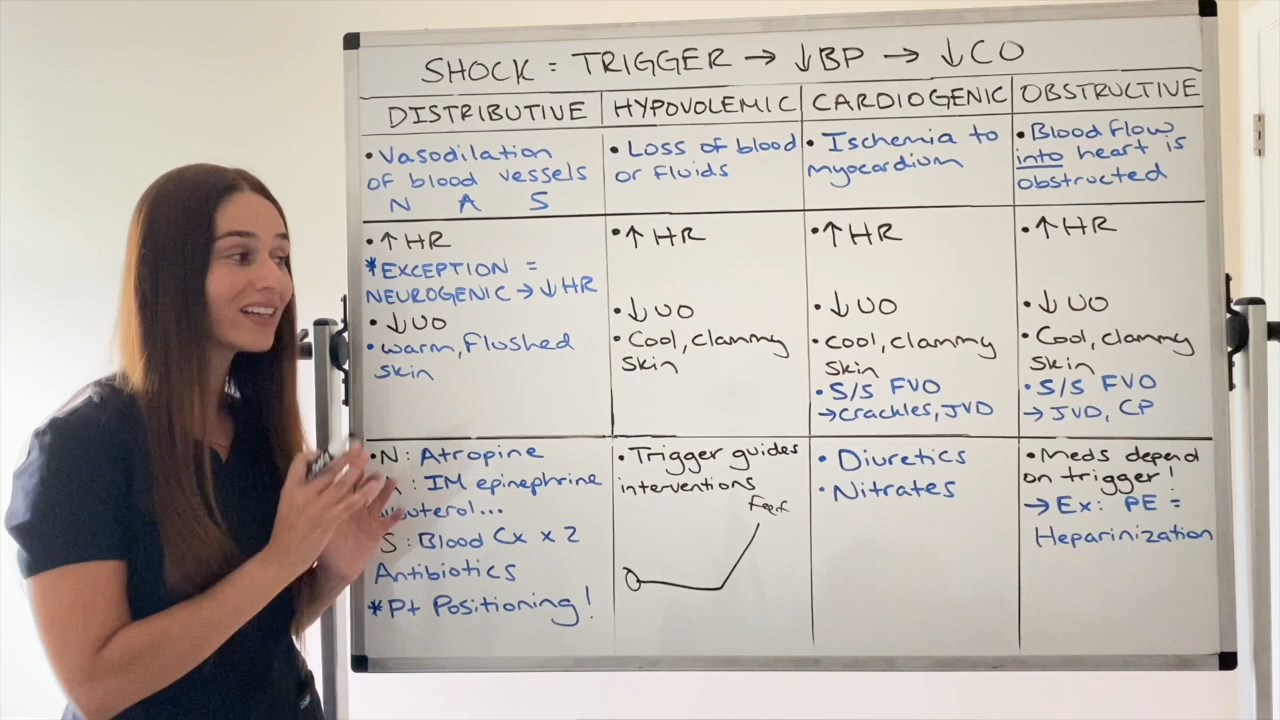 SHOCK = TRIGGER → ↓BP → ↓CO
DISTRIBUTIVE
• Vasodilation
of blood vessels
N A S
• ↑ HR
*EXCEPTION =
NEUROGENIC → ↓ HR
• ↓ UO
• warm, flushed
skin
• N: Atropine
: IM epinephrine
S: Blood Cx x 2
Antibiotics
*Pt Positioning!
HYPOVOLEMIC
• Loss of blood
or fluids
• ↑ HR
• ↓ UO
• Cool, clammy
skin
• Trigger guides
interventions
Feet
CARDIOGENIC
• Ischemia to
myocardium
• ↑ HR
• ↓ UO
• cool, clammy
skin
• S/S FVO
→ crackles, JVD
• Diuretics
• Nitrates
OBSTRUCTIVE
• Blood flow
into heart is
obstructed
• ↑ HR
• ↓ UO
• Cool, clammy
skin
• S/S FVO
→ JVD, CP
• Meds depend
on trigger!
→ Ex: PE =
Heparinization